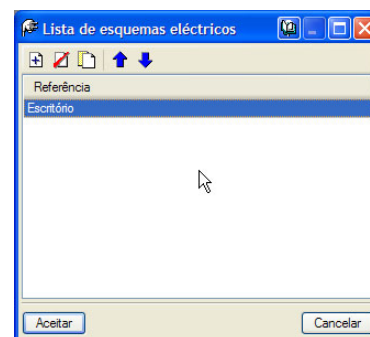 Lista de esquemas eléctricos
Referência
Escritório
Aceitar
Cancelar